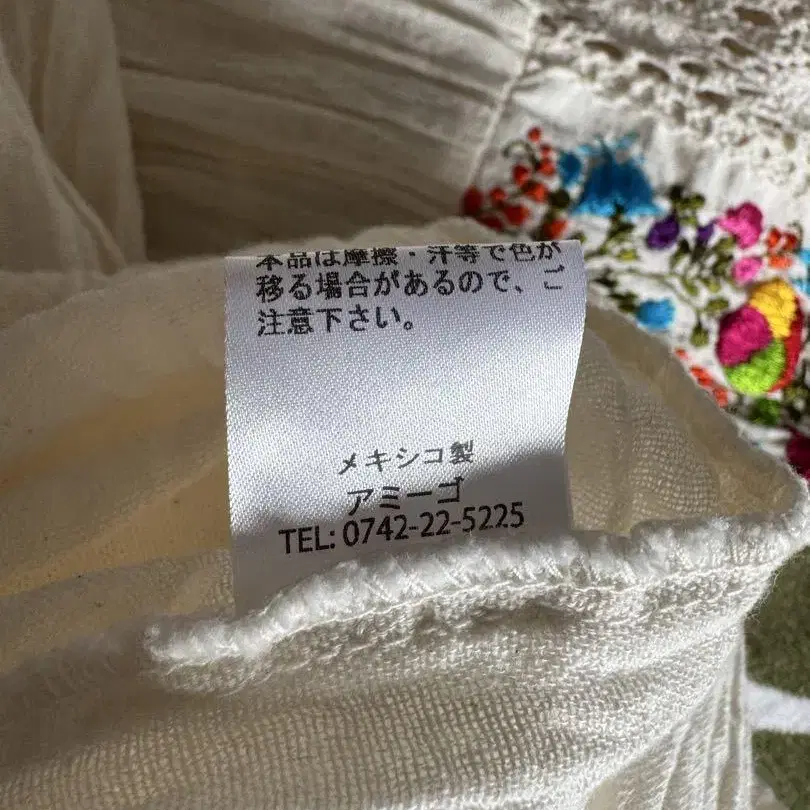 本品は摩擦・汗等で色が
移る場合があるので、ご
注意下さい。
メキシコ製
アミーゴ
TEL: 0742-22-5225